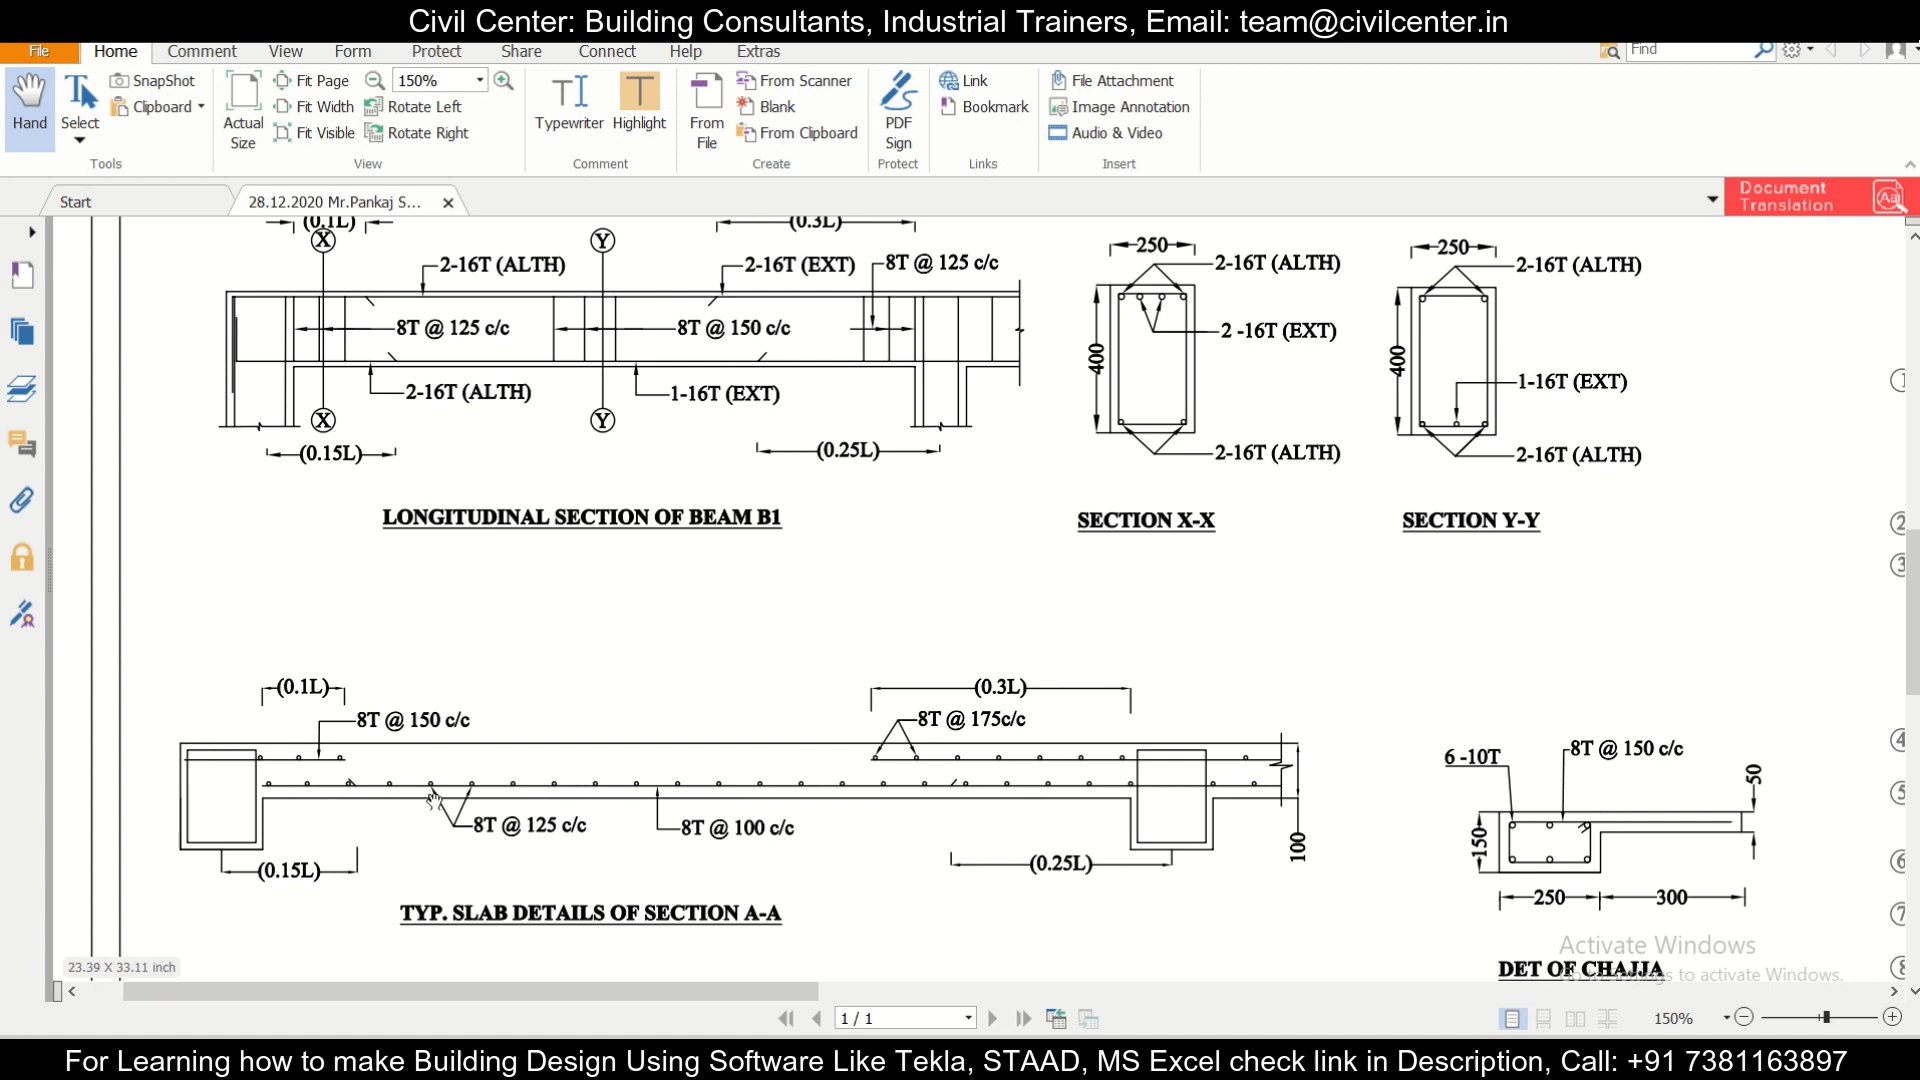 Civil Center: Building Consultants, Industrial Trainers, Email: team@civilcenter.in
File Home Comment View Form Protect Share Connect Help Extras Find
Hand
Select
SnapShot
Clipboard
Tools
Actual Size
Fit Page
Fit Width
Fit Visible
150%
Rotate Left
Rotate Right
View
Typewriter
Highlight
Comment
From File
From Scanner
Blank
From Clipboard
Create
PDF Sign
Protect
Link
Bookmark
Links
File Attachment
Image Annotation
Audio & Video
Insert
Start
28.12.2020 Mr.Pankaj S...
Document Translation
(0.1L) (0.3L)
X Y
2-16T (ALTH) 2-16T (EXT) 8T @ 125 c/c
8T @ 125 c/c 8T @ 150 c/c
2-16T (ALTH) 1-16T (EXT)
X Y
(0.15L) (0.25L)
LONGITUDINAL SECTION OF BEAM B1
250
2-16T (ALTH)
2 -16T (EXT)
400
2-16T (ALTH)
SECTION X-X
250
2-16T (ALTH)
400
1-16T (EXT)
2-16T (ALTH)
SECTION Y-Y
1
2
3
4
5
6
7
8
(0.1L) (0.3L)
8T @ 150 c/c 8T @ 175c/c
8T @ 125 c/c 8T @ 100 c/c
100
(0.15L) (0.25L)
TYP. SLAB DETAILS OF SECTION A-A
6 -10T 8T @ 150 c/c
50
150
250 300
DET OF CHAJJA
Activate Windows
Go to Settings to activate Windows.
23.39 X 33.11 inch
1 / 1
150%
For Learning how to make Building Design Using Software Like Tekla, STAAD, MS Excel check link in Description, Call: +91 7381163897